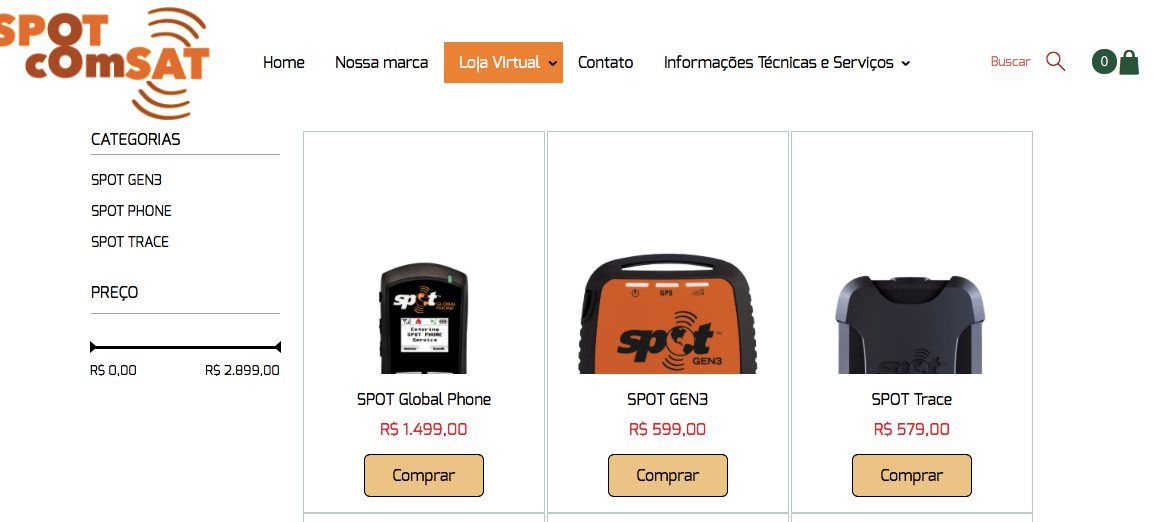 SPOT
comSAT
Home
Nossa marca
Loja Virtual
Contato
Informações Técnicas e Serviços
Buscar
0
CATEGORIAS
SPOT GEN3
SPOT PHONE
SPOT TRACE
PREÇO
R$ 0,00
R$ 2.899,00
spot
GLOBAL
PHONE
Entering
SPOT PHONE
Service
SPOT Global Phone
R$ 1.499,00
Comprar
GPS
spot
GEN3
SPOT GEN3
R$ 599,00
Comprar
spot
SPOT Trace
R$ 579,00
Comprar